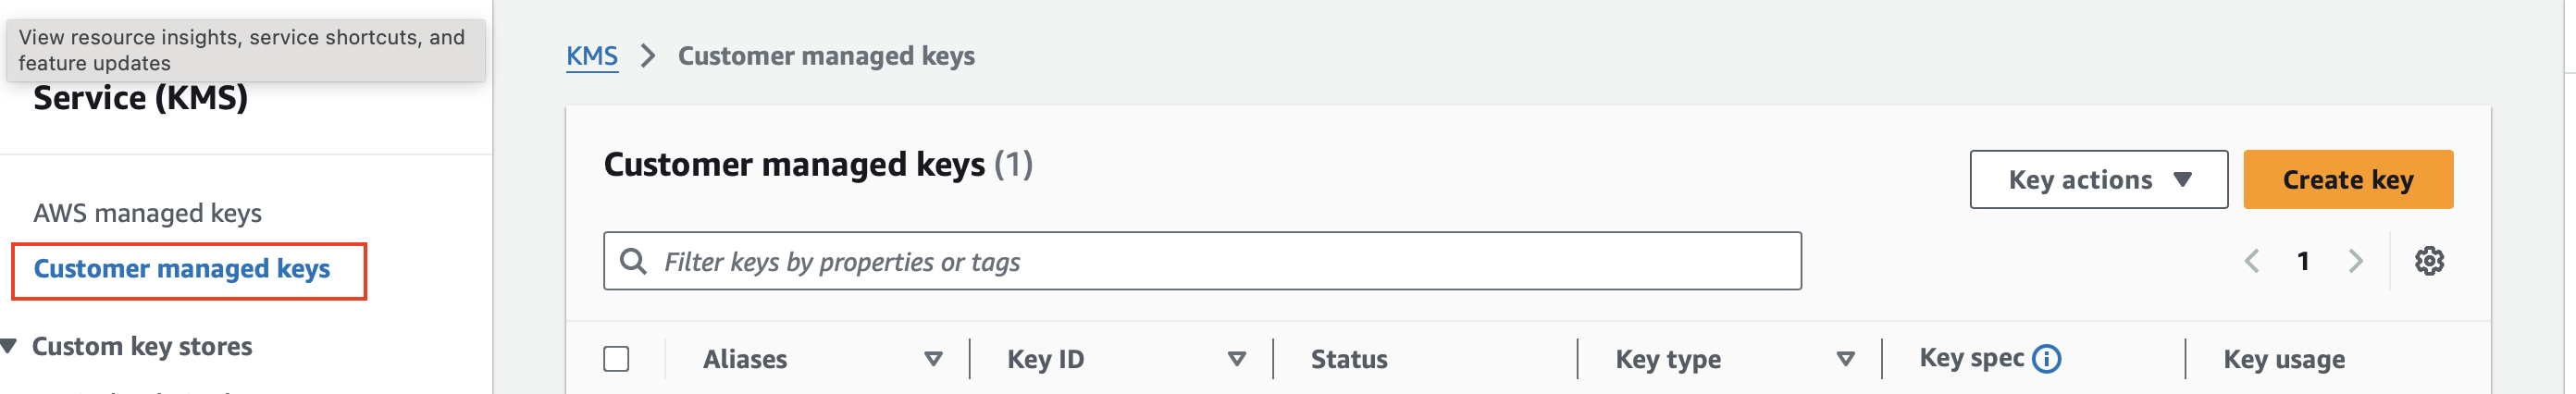 View resource insights, service shortcuts, and
feature updates
Service (KMS)
AWS managed keys
Customer managed keys
Custom key stores
KMS > Customer managed keys
Customer managed keys (1)
Key actions
Create key
Filter keys by properties or tags
1
Aliases Key ID Status Key type Key spec Key usage